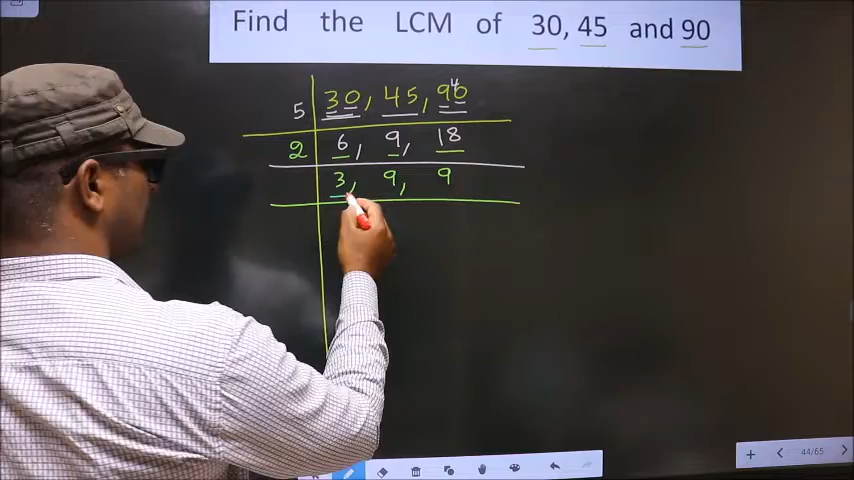 Find the LCM of 30, 45 and 90
5 30, 45, 940
2 6, 9, 18
3, 9, 9
44/65